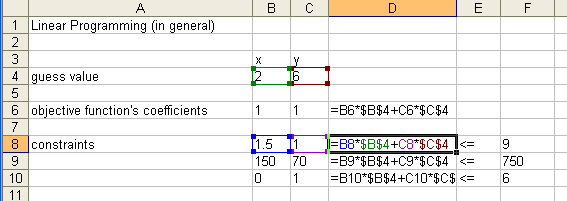 A B C D E F
1 Linear Programming (in general)
2
3 x y
4 guess value 2 6
5
6 objective function's coefficients 1 1 =B6*$B$4+C6*$C$4
7
8 constraints 1.5 1 =B8*$B$4+C8*$C$4 <= 9
9 150 70 =B9*$B$4+C9*$C$4 <= 750
10 0 1 =B10*$B$4+C10*$C$ <= 6
11